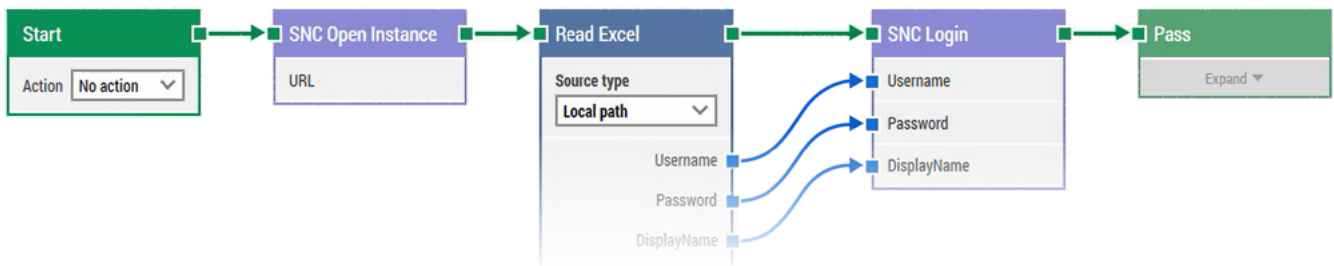 Start
Action No action
SNC Open Instance
URL
Read Excel
Source type
Local path
Username
Password
DisplayName
SNC Login
Username
Password
DisplayName
Pass
Expand